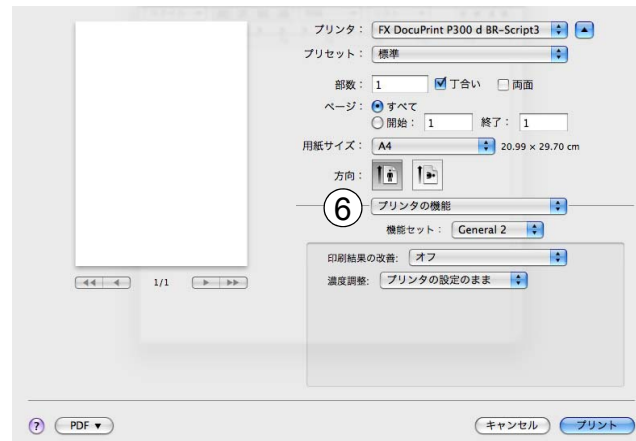 プリンタ： FX DocuPrint P300 d BR-Script3
プリセット： 標準
部数： 1 丁合い 両面
ページ： すべて
開始： 1 終了： 1
用紙サイズ： A4 20.99 × 29.70 cm
方向：
6 プリンタの機能
機能セット： General 2
印刷結果の改善: オフ
濃度調整: プリンタの設定のまま
1/1
? PDF ▼ キャンセル プリント